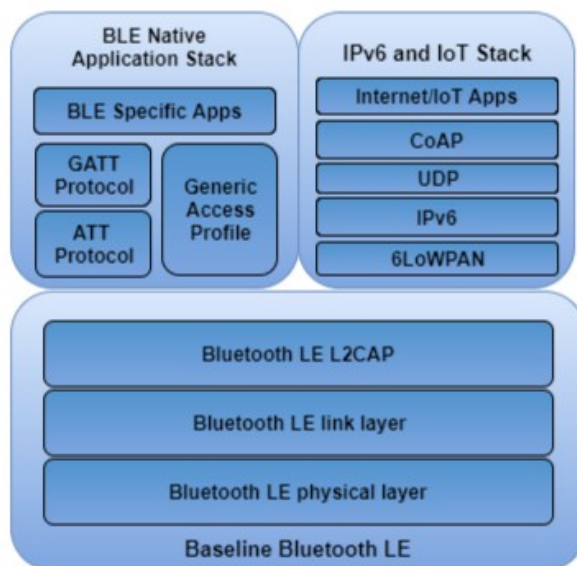 BLE Native
Application Stack
BLE Specific Apps
GATT
Protocol
ATT
Protocol
Generic
Access
Profile
IPv6 and IoT Stack
Internet/IoT Apps
CoAP
UDP
IPv6
6LoWPAN
Bluetooth LE L2CAP
Bluetooth LE link layer
Bluetooth LE physical layer
Baseline Bluetooth LE